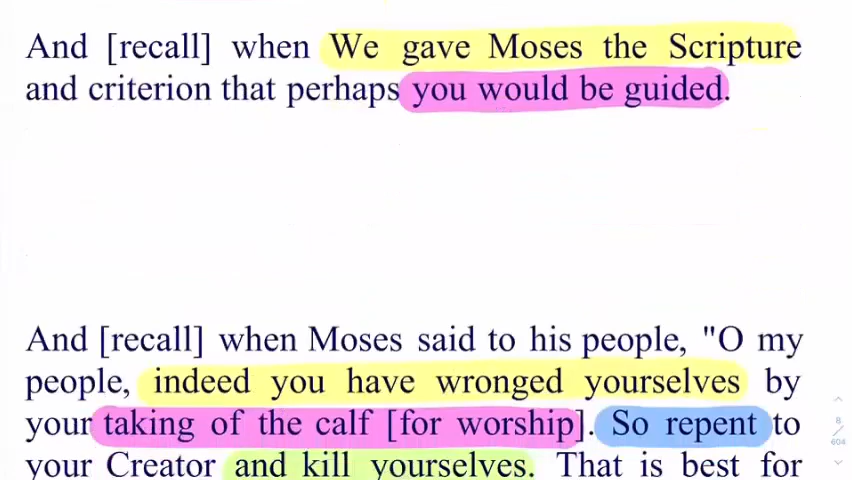 And [recall] when We gave Moses the Scripture
and criterion that perhaps you would be guided.
And [recall] when Moses said to his people, "O my
people, indeed you have wronged yourselves by
your taking of the calf [for worship]. So repent to
your Creator and kill yourselves. That is best for
8
604